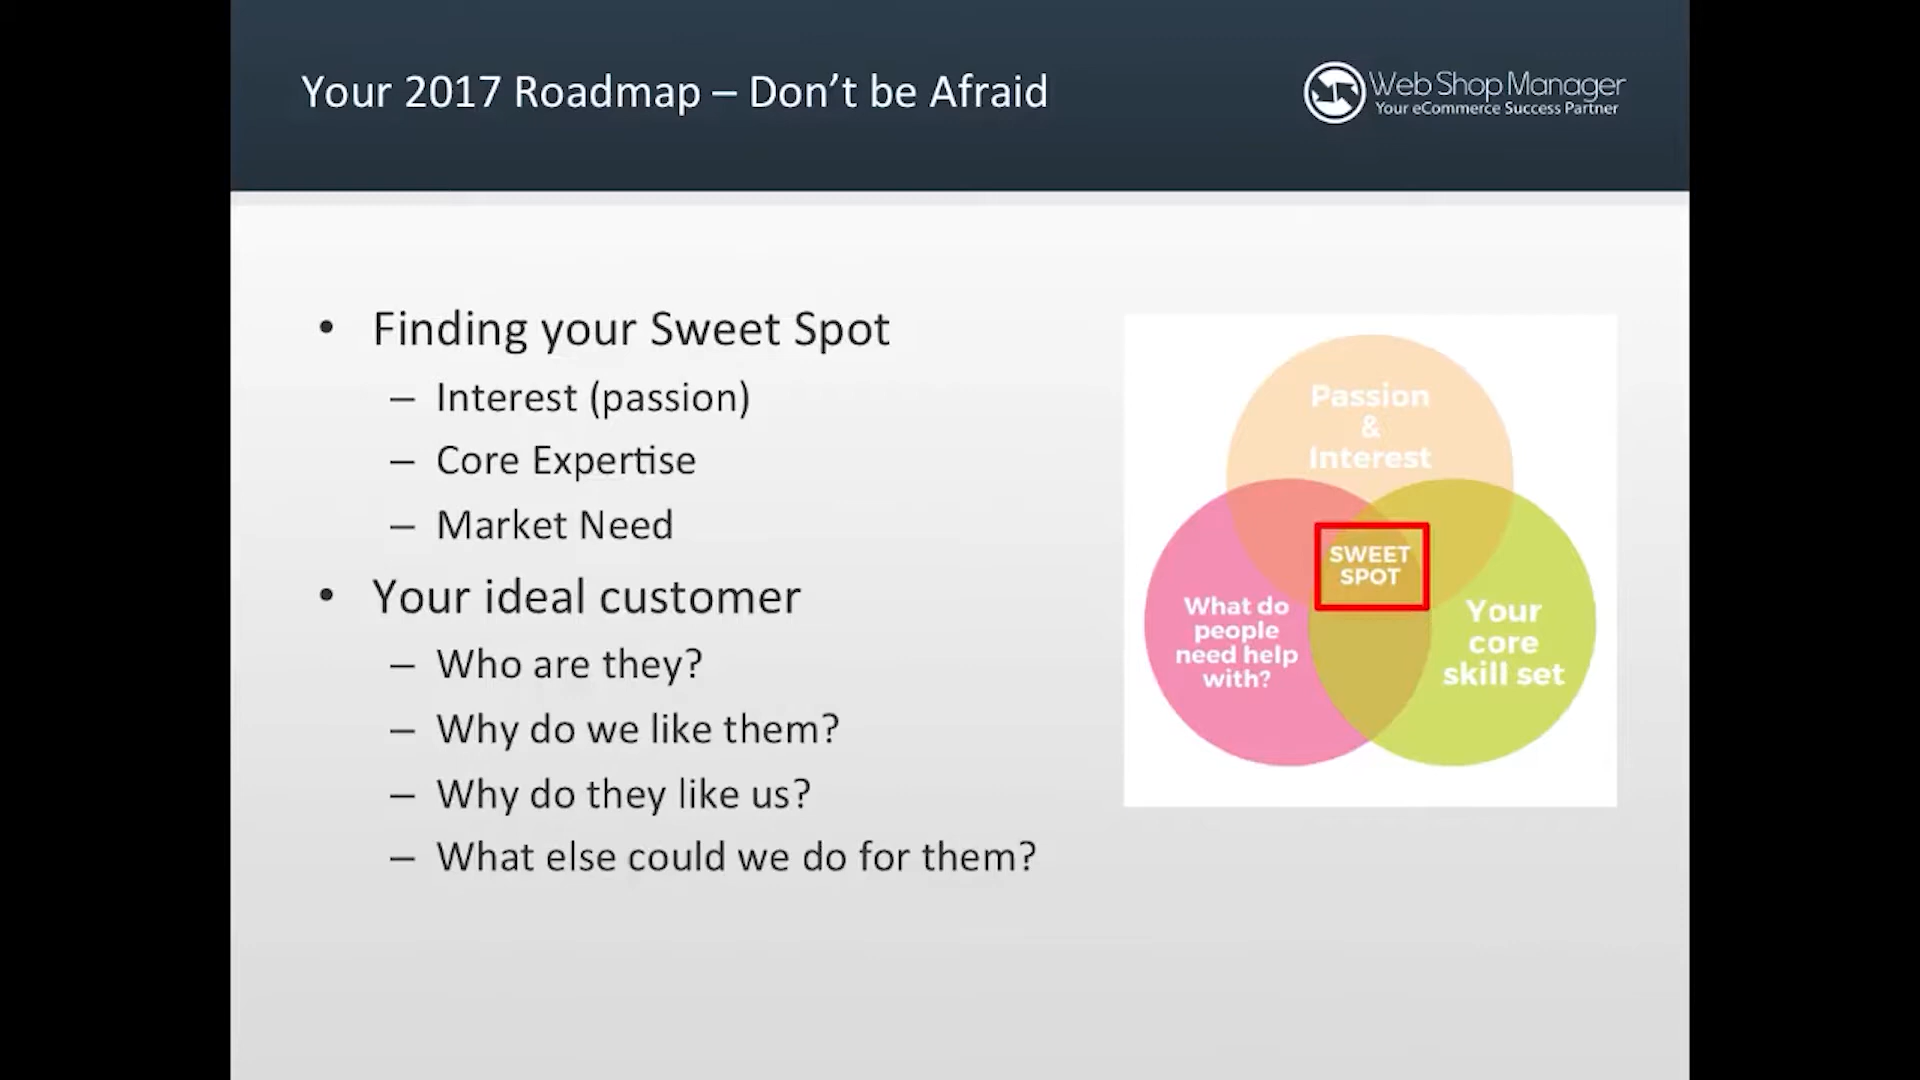 Your 2017 Roadmap – Don’t be Afraid
Web Shop Manager
Your eCommerce Success Partner
• Finding your Sweet Spot
– Interest (passion)
– Core Expertise
– Market Need
• Your ideal customer
– Who are they?
– Why do we like them?
– Why do they like us?
– What else could we do for them?
Passion
&
Interest
SWEET
SPOT
What do
people
need help
with?
Your
core
skill set